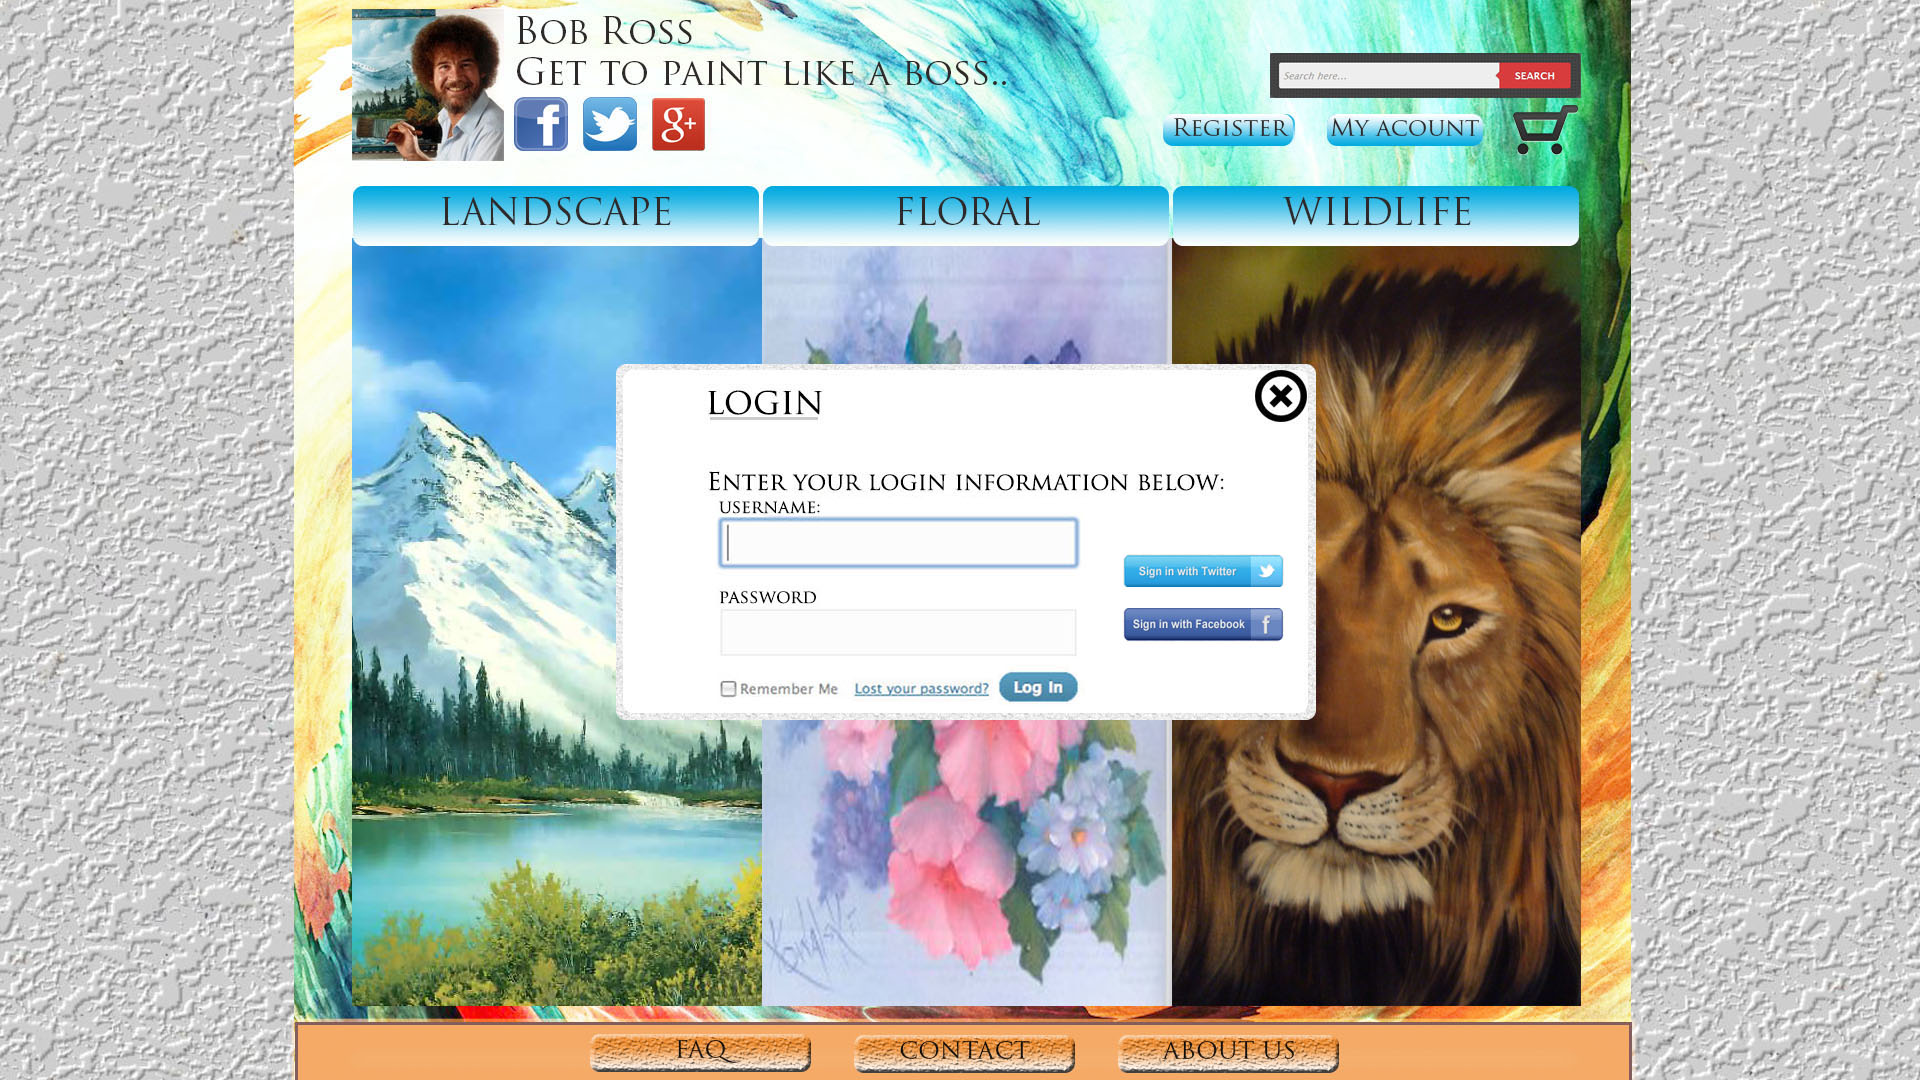 Bob Ross
Get to paint like a boss..
f
g+
Search here...
SEARCH
Register
My acount
LANDSCAPE
FLORAL
WILDLIFE
LOGIN
Enter your login information below:
username:
Sign in with Twitter
password
Sign in with Facebook f
Remember Me
Lost your password?
Log In
FAQ
CONTACT
ABOUT US